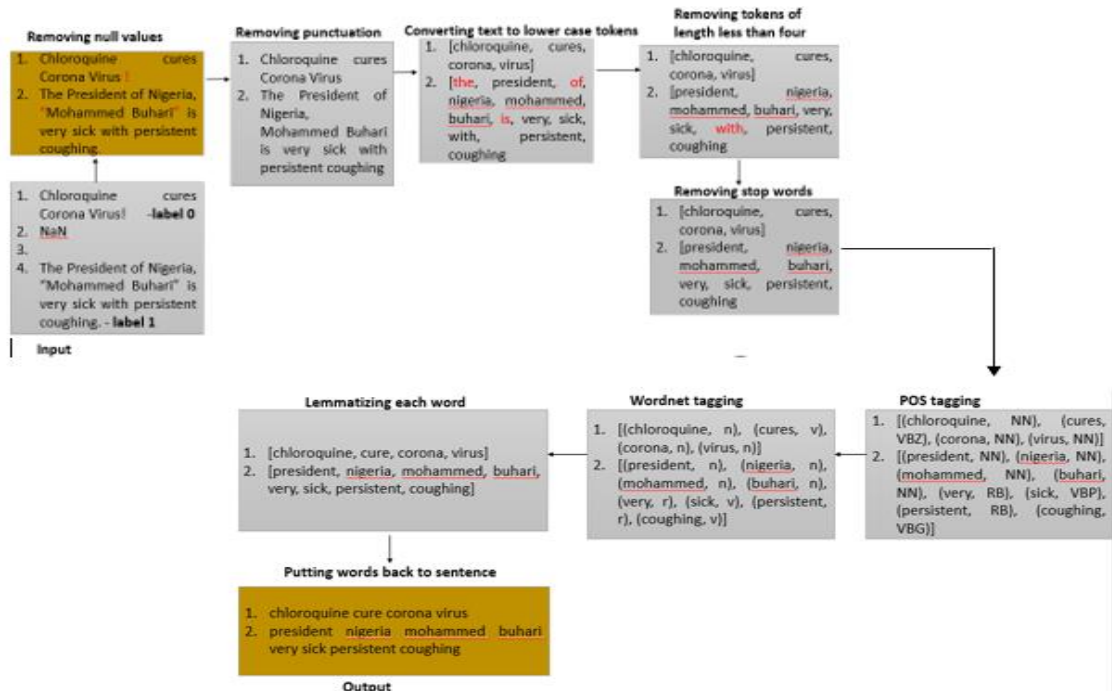 Removing null values
1. Chloroquine cures
Corona Virus !
2. The President of Nigeria,
"Mohammed Buhari" is
very sick with persistent
coughing.
1. Chloroquine cures
Corona Virus! -label 0
2. NaN
3.
4. The President of Nigeria,
"Mohammed Buhari" is
very sick with persistent
coughing. - label 1
Input
Removing punctuation
1. Chloroquine cures
Corona Virus
2. The President of
Nigeria,
Mohammed Buhari
is very sick with
persistent coughing
Converting text to lower case tokens
1. [chloroquine, cures,
corona, virus]
2. [the, president, of,
nigeria, mohammed,
buhari, is, very, sick,
with, persistent,
coughing
Removing tokens of
length less than four
1. [chloroquine, cures,
corona, virus]
2. [president, nigeria,
mohammed, buhari, very,
sick, with, persistent,
coughing
Removing stop words
1. [chloroquine, cures,
corona, virus]
2. [president, nigeria,
mohammed, buhari,
very, sick, persistent,
coughing
POS tagging
1. [(chloroquine, NN), (cures,
VBZ), (corona, NN), (virus, NN)]
2. [(president, NN), (nigeria, NN),
(mohammed, NN), (buhari,
NN), (very, RB), (sick, VBP),
(persistent, RB), (coughing,
VBG)]
Wordnet tagging
1. [(chloroquine, n), (cures, v),
(corona, n), (virus, n)]
2. [(president, n), (nigeria, n),
(mohammed, n), (buhari, n),
(very, r), (sick, v), (persistent,
r), (coughing, v)]
Lemmatizing each word
1. [chloroquine, cure, corona, virus]
2. [president, nigeria, mohammed, buhari,
very, sick, persistent, coughing]
Putting words back to sentence
1. chloroquine cure corona virus
2. president nigeria mohammed buhari
very sick persistent coughing
Output